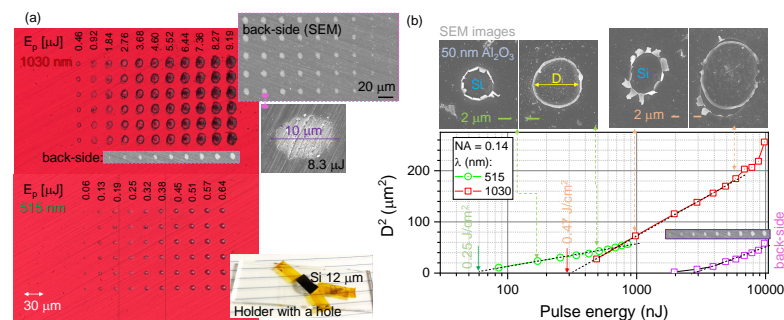 (a)
E_p [μJ]
0.46 0.92 1.84 2.76 3.68 4.60 5.52 6.44 7.36 8.27 9.19
1030 nm
back-side:
back-side (SEM)
20 μm
10 μm
8.3 μJ
E_p [μJ]
0.06 0.13 0.19 0.25 0.32 0.38 0.45 0.51 0.57 0.64
515 nm
30 μm
Si 12 μm
Holder with a hole
(b)
SEM images
50 nm Al₂O₃
Si
D
Si
2 μm
2 μm
NA = 0.14
λ (nm):
515
1030
0.25 J/cm²
0.47 J/cm²
back-side
D² (μm²)
200
160
80
0
100
1000
10000
Pulse energy (nJ)